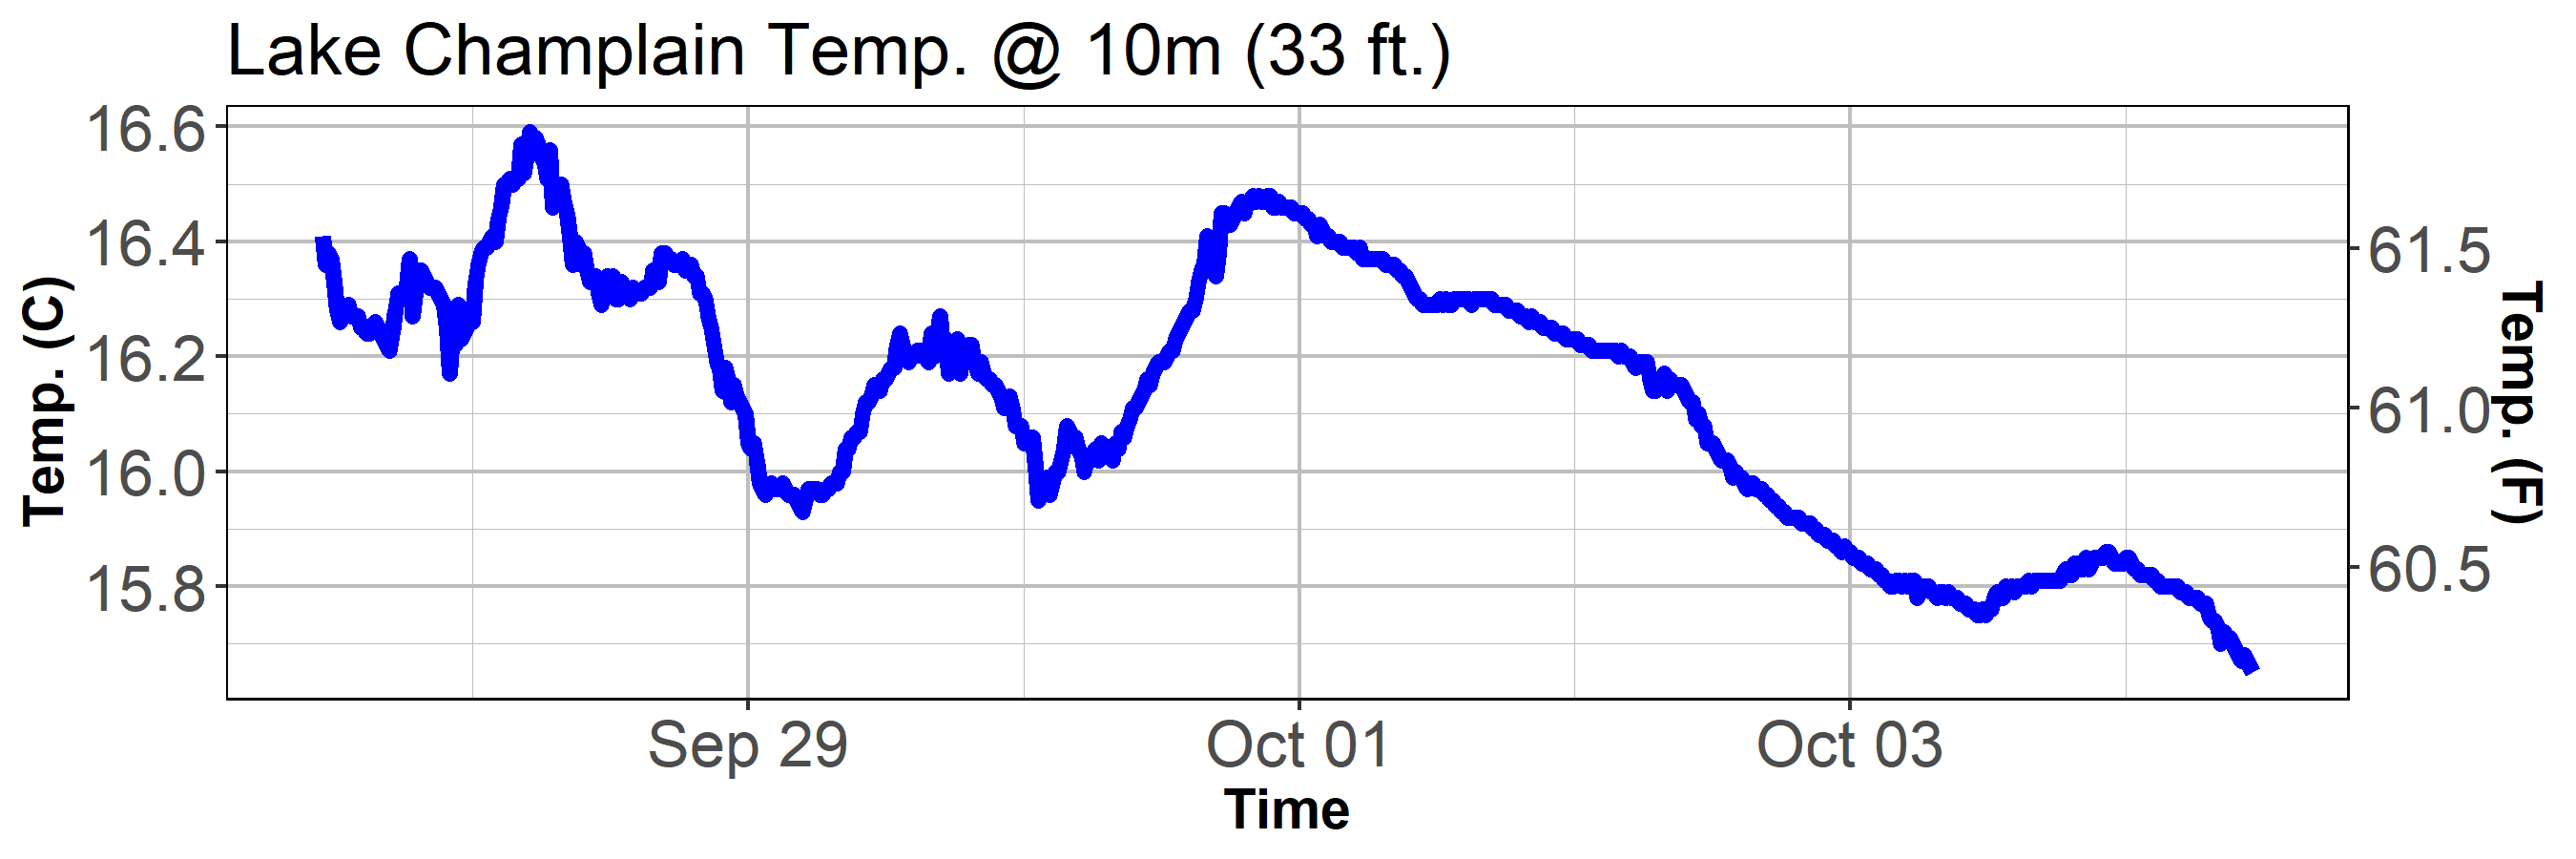 Lake Champlain Temp. @ 10m (33 ft.)
Temp. (C)
16.6
16.4
16.2
16.0
15.8
61.5
61.0
60.5
Temp. (F)
Sep 29
Oct 01
Oct 03
Time